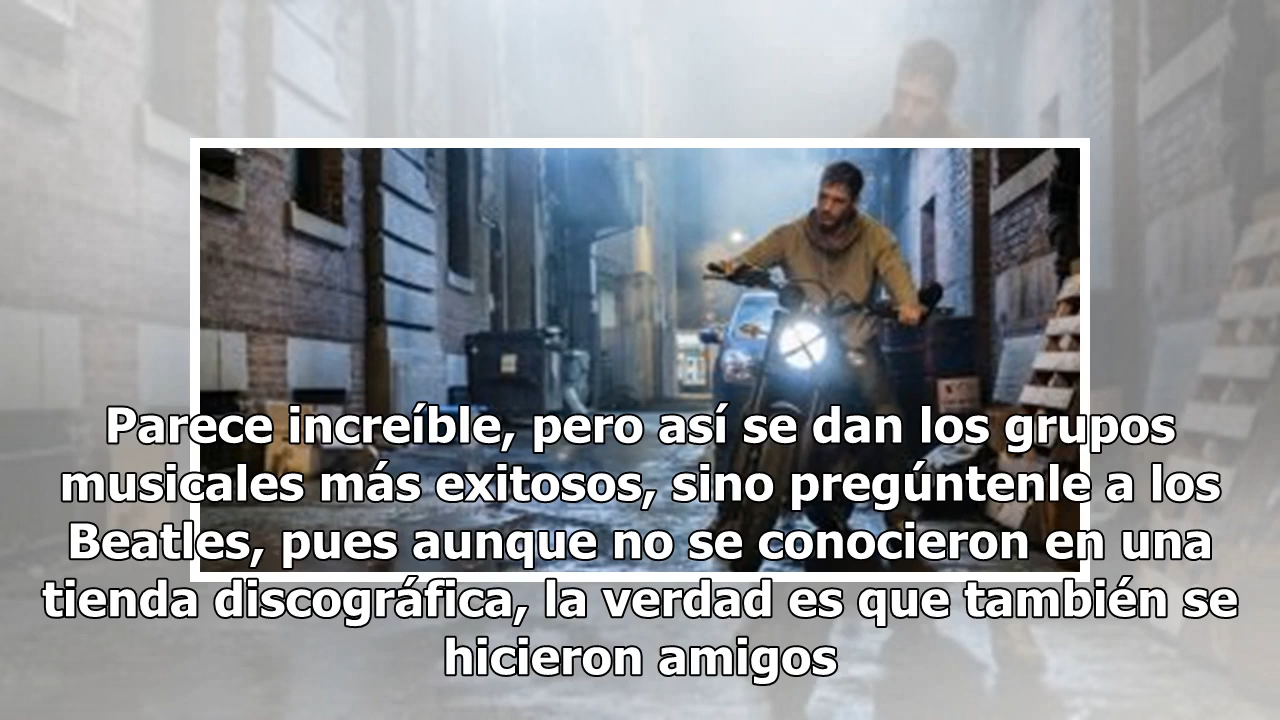 Parece increíble, pero así se dan los grupos
musicales más exitosos, sino pregúntenle a los
Beatles, pues aunque no se conocieron en una
tienda discográfica, la verdad es que también se
hicieron amigos